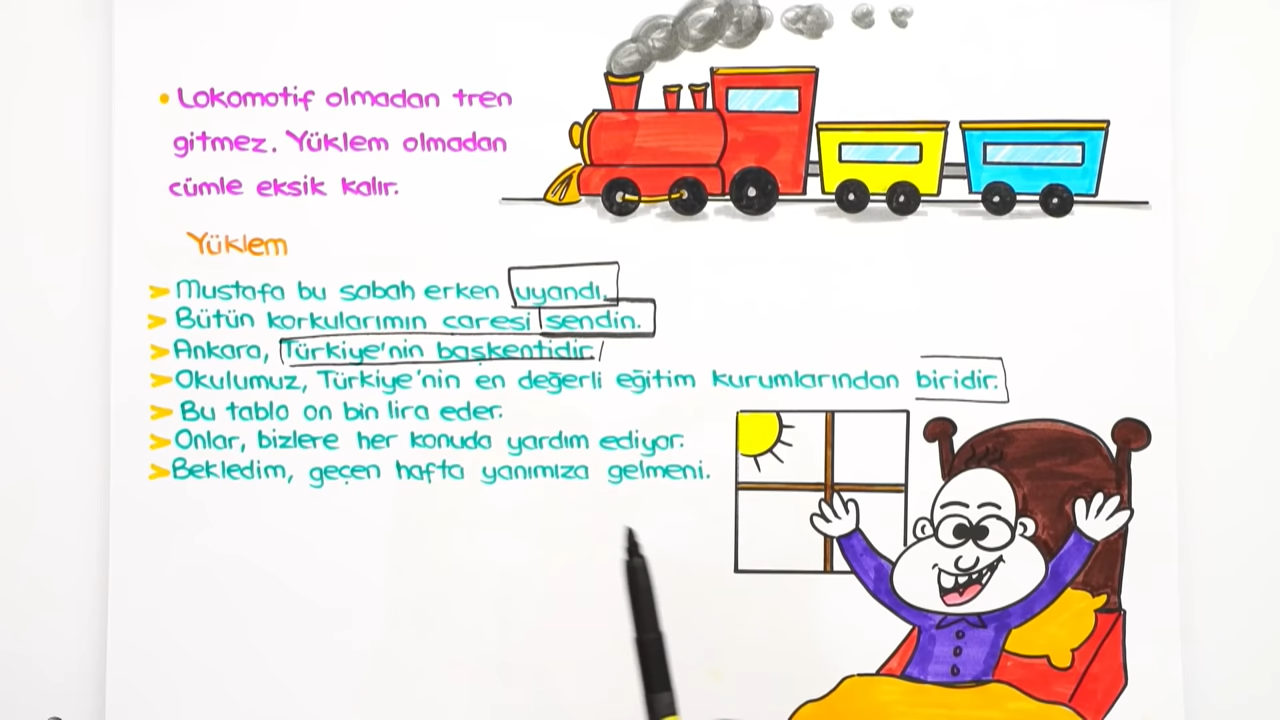 Lokomotif olmadan tren
gitmez. Yüklem olmadan
cümle eksik kalır.
Yüklem
Mustafa bu sabah erken uyandı.
Bütün korkularımın caresi sendin.
Ankara, Türkiye'nin başkentidir.
Okulumuz, Türkiye'nin en değerli eğitim kurumlarından biridir.
Bu tablo on bin lira eder.
Onlar, bizlere her konuda yardım ediyor.
Bekledim, geçen hafta yanımıza gelmeni.